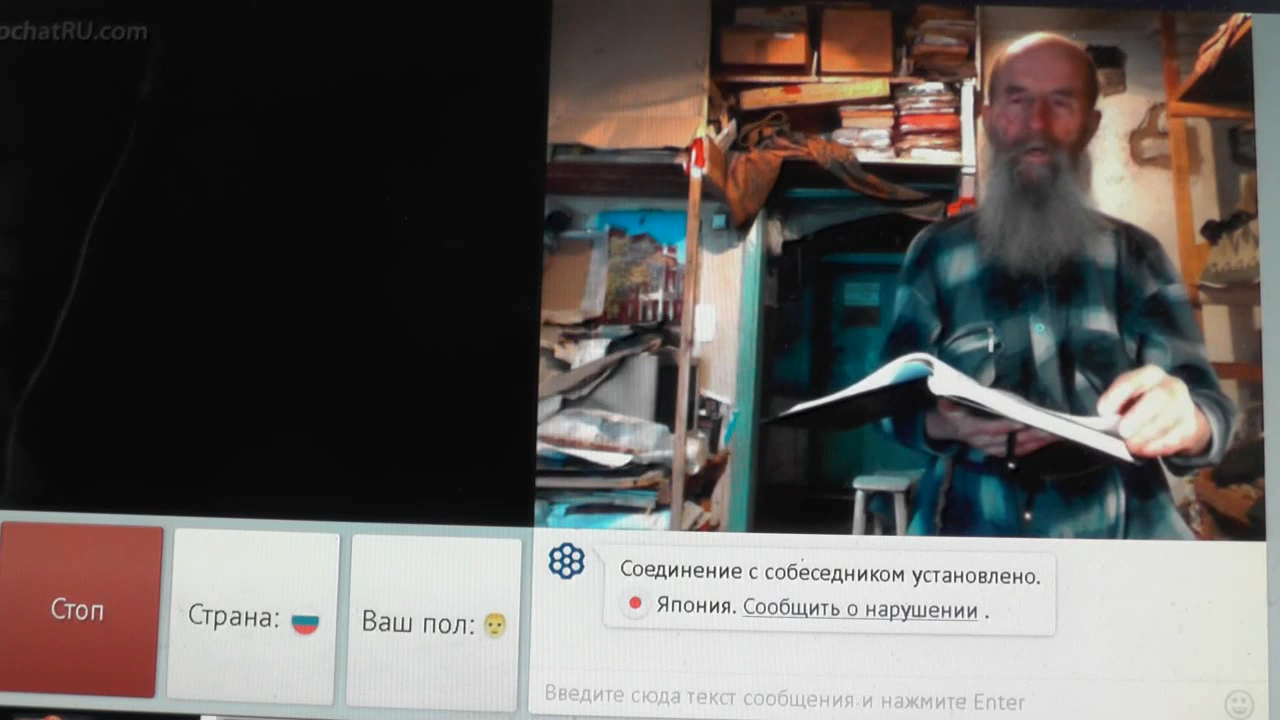 ochatRU.com
Стоп
Страна:
Ваш пол:
Соединение с собеседником установлено.
Япония. Сообщить о нарушении .
Введите сюда текст сообщения и нажмите Enter